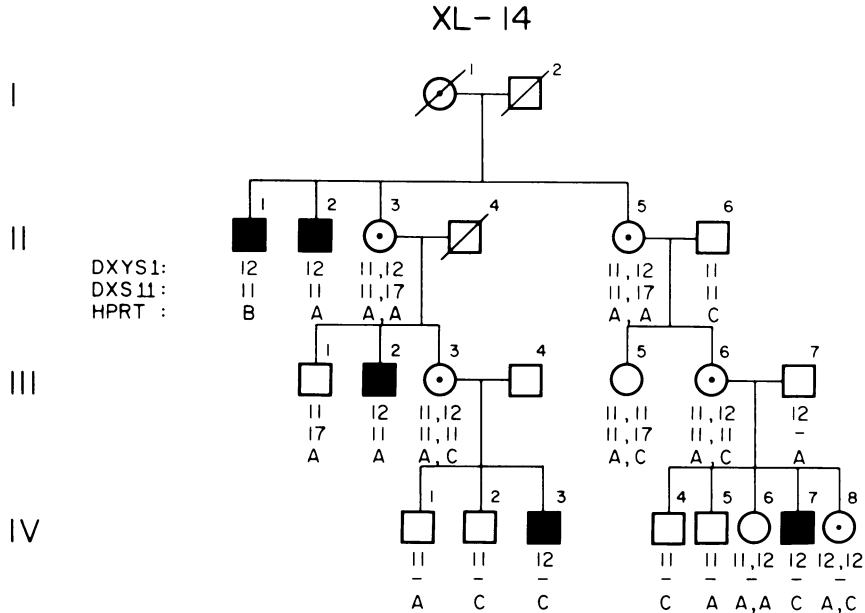 XL-14
I
1 2
II
1 2 3 4 5 6
DXYS1: 12 12 11,12 11,12 11
DXS11: 11 11 11,17 11,17 11
HPRT : B A A,A A,A C
III
1 2 3 4 5 6 7
11 12 11,12 11,11 11,12 12
17 11 11,11 11,17 11,11 -
A A A,C A,C A,C A
IV
1 2 3 4 5 6 7 8
11 11 12 11 11 11,12 12 12,12
- - - - - - - -
A C C C A A,A C A,C